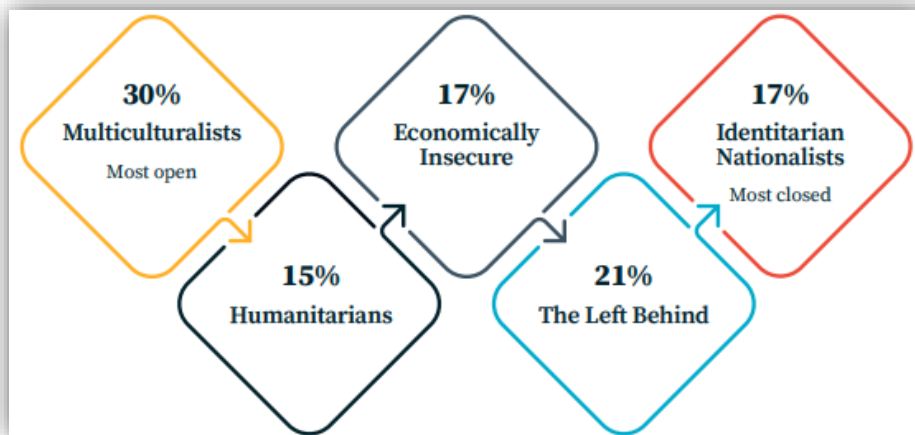 30%
Multiculturalists
Most open
15%
Humanitarians
17%
Economically
Insecure
21%
The Left Behind
17%
Identitarian
Nationalists
Most closed